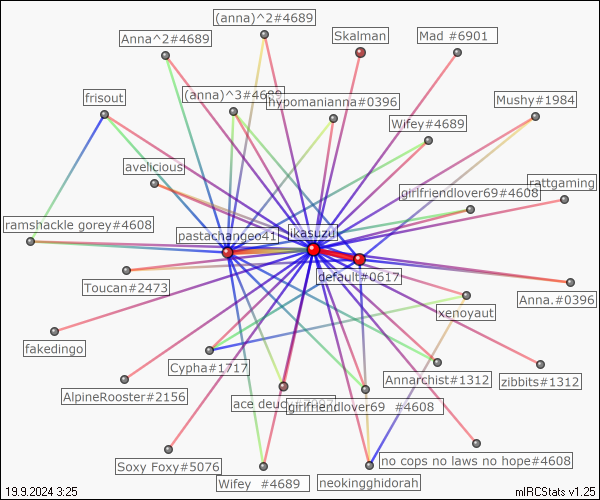 (anna)^2#4689
Anna^2#4689
Skalman
Mad #6901
frisout
(anna)^3#4689
hypomanianna#0396
Mushy#1984
Wifey#4689
avelicious
girlfriendlover69#4608
rattgaming
ramshackle gorey#4608
pastachangeo41
ikasuzu
default#0617
Toucan#2473
Anna.#0396
xenoyaut
fakedingo
Cypha#1717
Annarchist#1312
zibbits#1312
AlpineRooster#2156
ace deuce
girlfriendlover69 #4608
Soxy Foxy#5076
no cops no laws no hope#4608
Wifey #4689
neokingghidorah
19.9.2024 3:25
mIRCStats v1.25